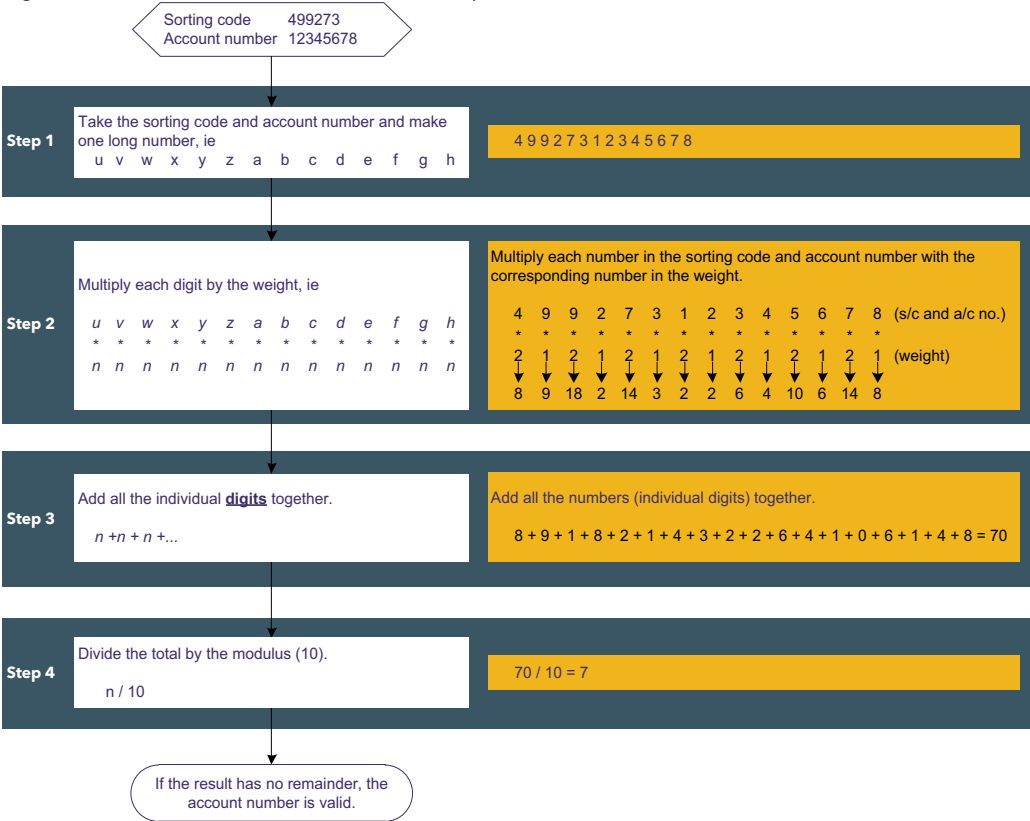 Sorting code 499273
Account number 12345678
Step 1
Take the sorting code and account number and make
one long number, ie
u v w x y z a b c d e f g h
4 9 9 2 7 3 1 2 3 4 5 6 7 8
Step 2
Multiply each digit by the weight, ie
u v w x y z a b c d e f g h
* * * * * * * * * * * * * *
n n n n n n n n n n n n n n
Multiply each number in the sorting code and account number with the
corresponding number in the weight.
4 9 9 2 7 3 1 2 3 4 5 6 7 8 (s/c and a/c no.)
* * * * * * * * * * * * * *
2 1 2 1 2 1 2 1 2 1 2 1 2 1 (weight)
8 9 18 2 14 3 2 2 6 4 10 6 14 8
Step 3
Add all the individual digits together.
n +n + n +...
Add all the numbers (individual digits) together.
8 + 9 + 1 + 8 + 2 + 1 + 4 + 3 + 2 + 2 + 6 + 4 + 1 + 0 + 6 + 1 + 4 + 8 = 70
Step 4
Divide the total by the modulus (10).
n / 10
70 / 10 = 7
If the result has no remainder, the
account number is valid.